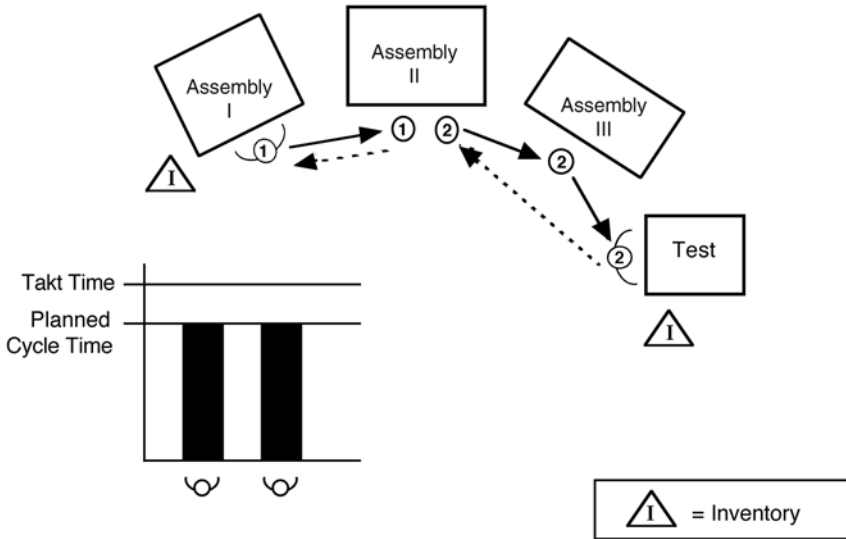 Assembly
I
Assembly
II
Assembly
III
1
1
2
2
2
I
Test
I
Takt Time
Planned
Cycle Time
I = Inventory